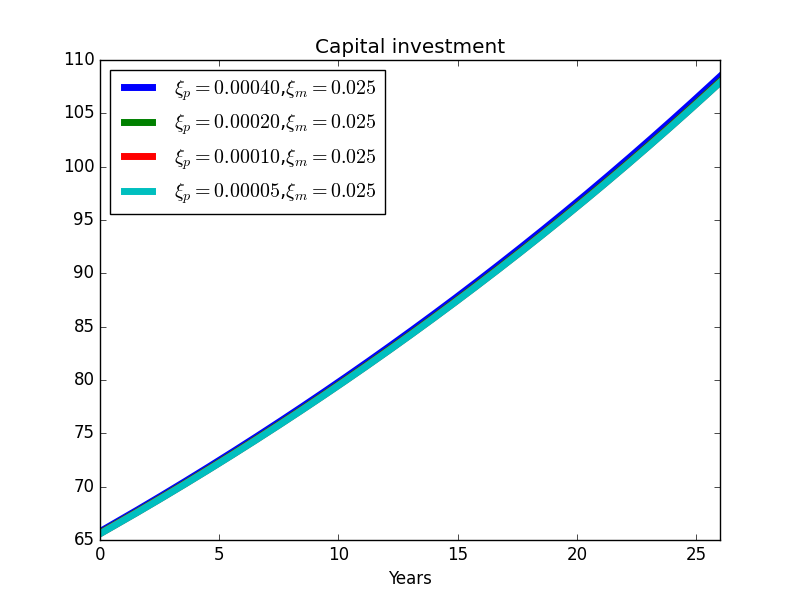 Capital investment
110
105
100
95
90
85
80
75
70
65
ξₚ = 0.00040,ξₘ = 0.025
ξₚ = 0.00020,ξₘ = 0.025
ξₚ = 0.00010,ξₘ = 0.025
ξₚ = 0.00005,ξₘ = 0.025
0 5 10 15 20 25
Years